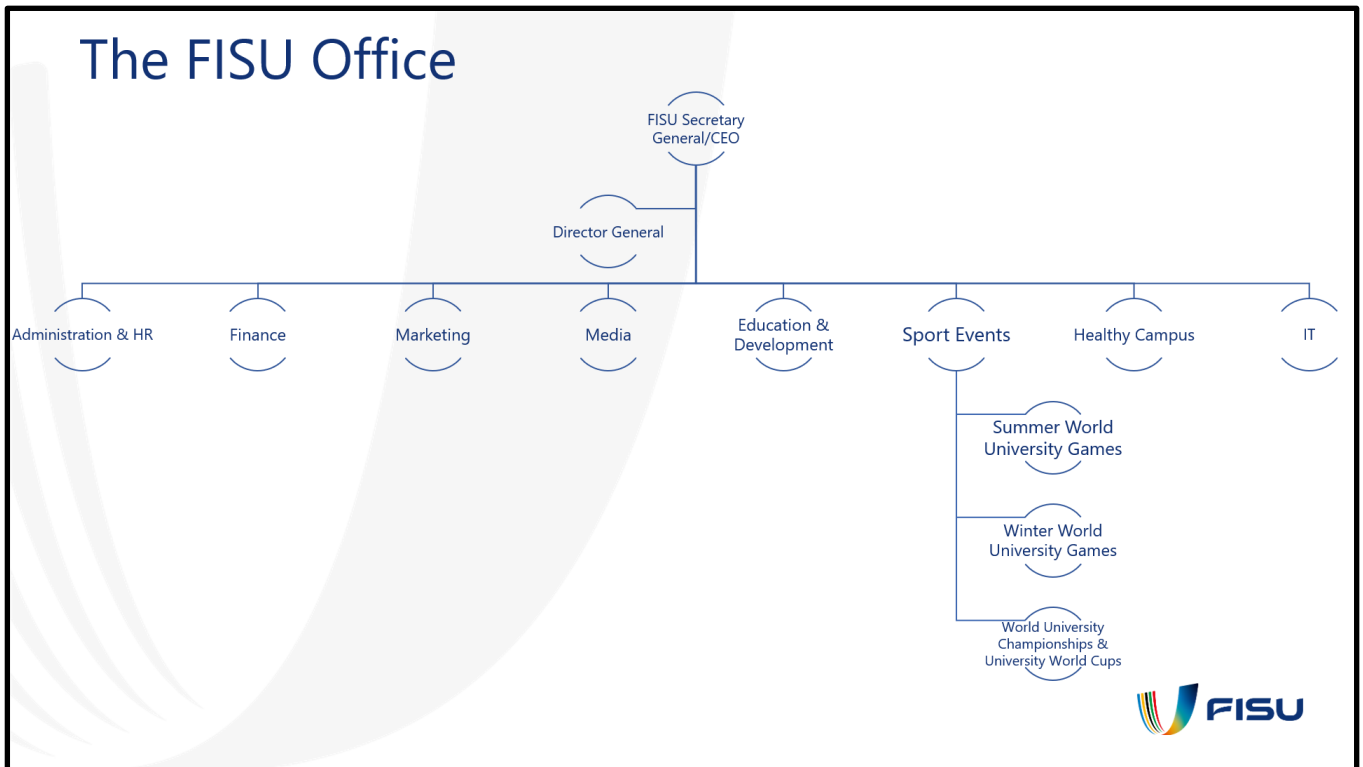 The FISU Office
FISU Secretary
General/CEO
Director General
Administration & HR
Finance
Marketing
Media
Education &
Development
Sport Events
Healthy Campus
IT
Summer World
University Games
Winter World
University Games
World University
Championships &
University World Cups
FISU